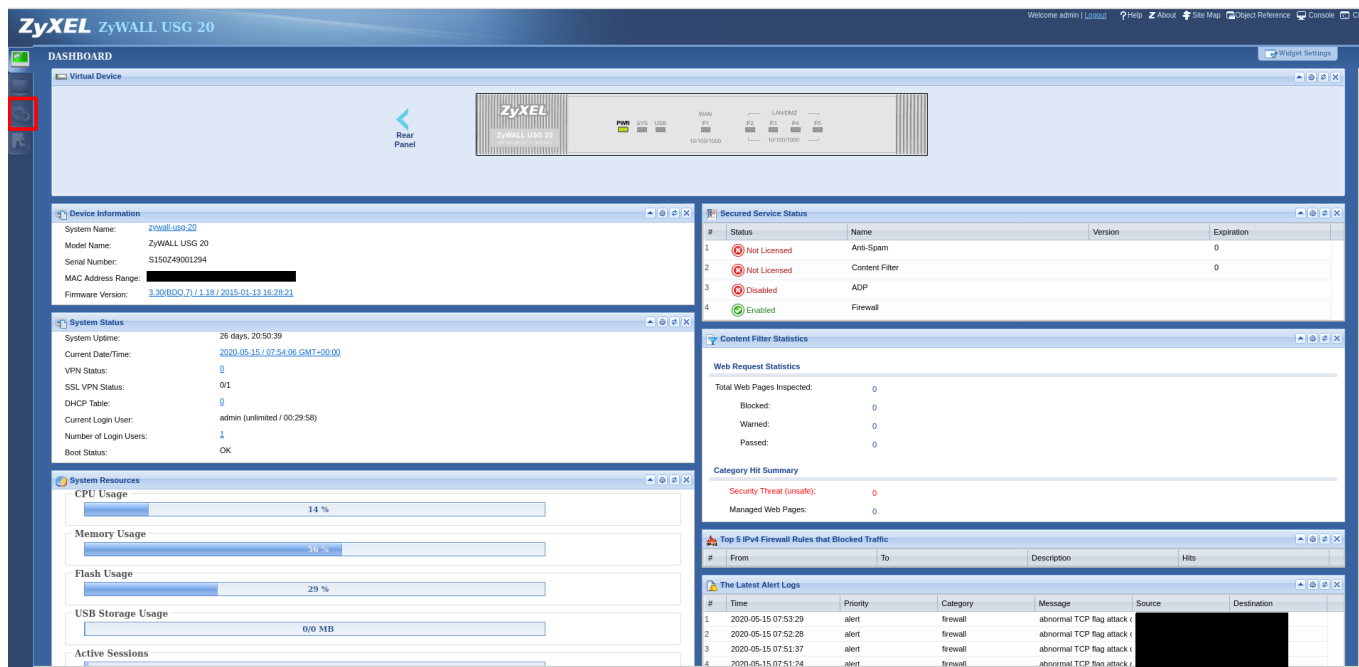 ZyXEL ZyWALL USG 20
Welcome admin | Logout ?Help Z About Site Map Object Reference Console
DASHBOARD
Widget Settings
Virtual Device
Rear
Panel
ZyXEL
ZyWALL USG 20
PWR SYS USB
WAN
P1
10/100/1000
LAN/DMZ
P2 P3 P4 P5
10/100/1000
Device Information
System Name: zywall-usg-20
Model Name: ZyWALL USG 20
Serial Number: S150Z49001294
MAC Address Range:
Firmware Version: 3.30(BDQ.7) / 1.18 / 2015-01-13 16:28:21
System Status
System Uptime: 26 days, 20:50:39
Current Date/Time: 2020-05-15 / 07:54:06 GMT+00:00
VPN Status: 0
SSL VPN Status: 0/1
DHCP Table: 0
Current Login User: admin (unlimited / 00:29:58)
Number of Login Users: 1
Boot Status: OK
System Resources
CPU Usage
14 %
Memory Usage
56 %
Flash Usage
29 %
USB Storage Usage
0/0 MB
Active Sessions
Secured Service Status
# Status Name Version Expiration
1 Not Licensed Anti-Spam 0
2 Not Licensed Content Filter 0
3 Disabled ADP
4 Enabled Firewall
Content Filter Statistics
Web Request Statistics
Total Web Pages Inspected: 0
Blocked: 0
Warned: 0
Passed: 0
Category Hit Summary
Security Threat (unsafe): 0
Managed Web Pages: 0
Top 5 IPv4 Firewall Rules that Blocked Traffic
# From To Description Hits
The Latest Alert Logs
# Time Priority Category Message Source Destination
1 2020-05-15 07:53:29 alert firewall abnormal TCP flag attack
2 2020-05-15 07:52:28 alert firewall abnormal TCP flag attack
3 2020-05-15 07:51:37 alert firewall abnormal TCP flag attack
4 2020-05-15 07:51:24 alert firewall abnormal TCP flag attack